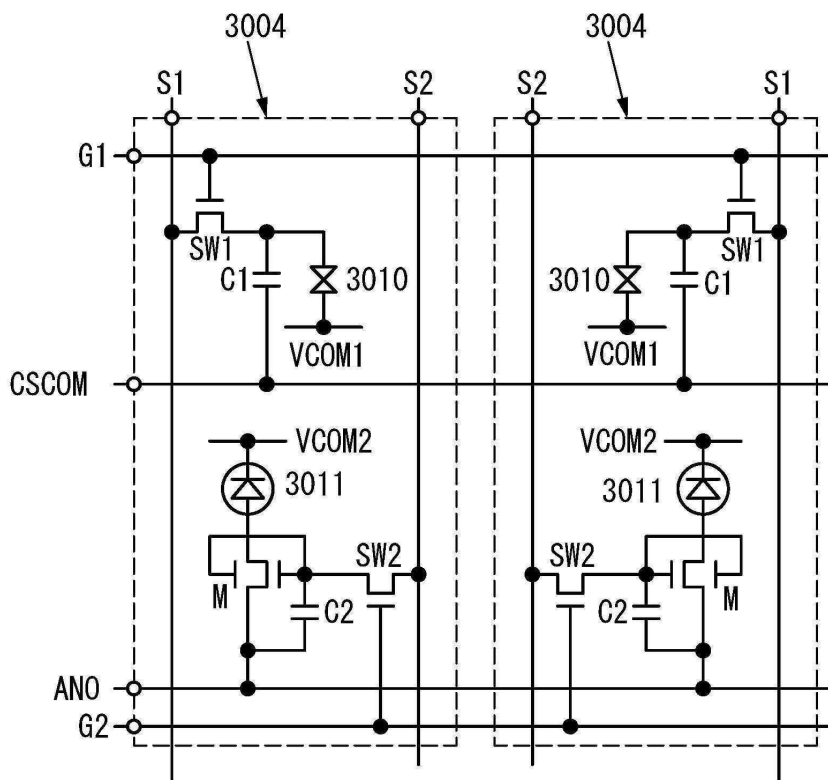 3004 3004
S1 S2 S2 S1
G1
SW1 SW1
C1 3010 3010 C1
VCOM1 VCOM1
CSCOM
VCOM2 VCOM2
3011 3011
SW2 SW2
M C2 C2 M
ANO
G2